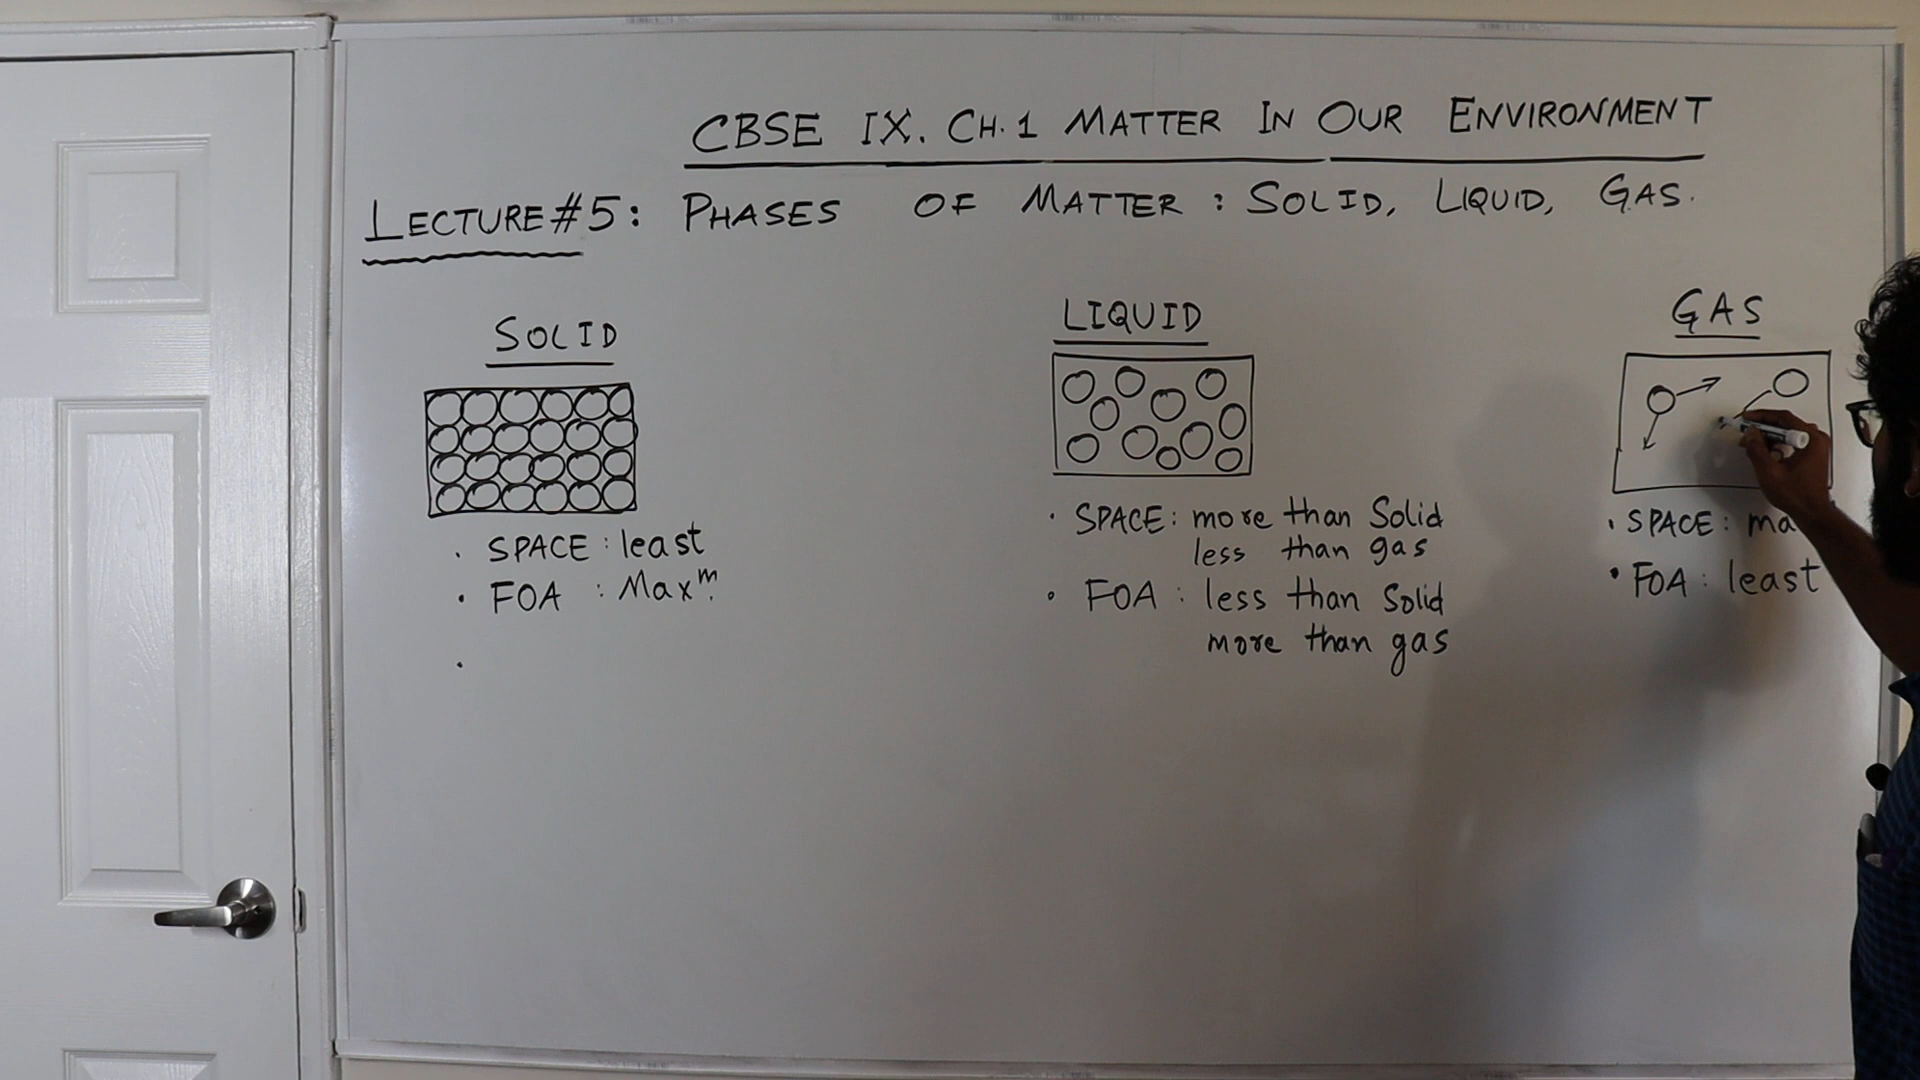 CBSE IX. CH.1 MATTER IN OUR ENVIRONMENT
LECTURE#5: PHASES OF MATTER : SOLID, LIQUID, GAS.
SOLID
· SPACE : least
· FOA : Maxᵐ.
·
LIQUID
· SPACE : more than Solid
less than gas
∘ FOA : less than Solid
more than gas
GAS
· SPACE :
· FOA : least